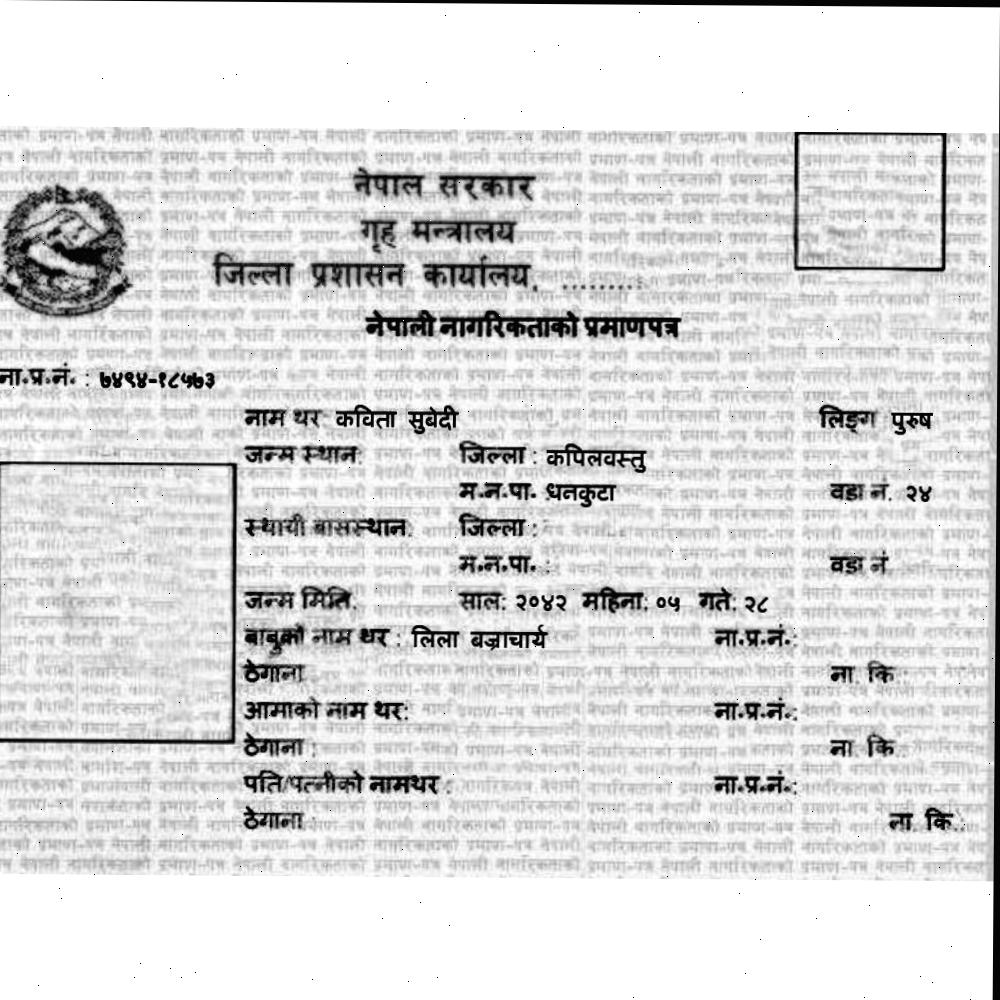 नेपाल सरकार
गृह मन्त्रालय
जिल्ला प्रशासन कार्यालय, .........
नेपाली नागरिकताको प्रमाणपत्र
ना.प्र.नं. : ७४९४-१८५७३
नाम थर: कविता सुबेदी लिङ्ग पुरुष
जन्म स्थान: जिल्ला : कपिलवस्तु
म.न.पा. धनकुटा वडा नं. २४
स्थायी बासस्थान: जिल्ला :
म.न.पा. : वडा नं
जन्म मिति: साल: २०४२ महिना: ०५ गते: २८
बाबुको नाम थर : लिला बज्राचार्य ना.प्र.नं.:
ठेगाना ना. कि.:
आमाको नाम थर: ना.प्र.नं.:
ठेगाना : ना. कि.:
पति/पत्नीको नामथर : ना.प्र.नं.:
ठेगाना : ना. कि.: